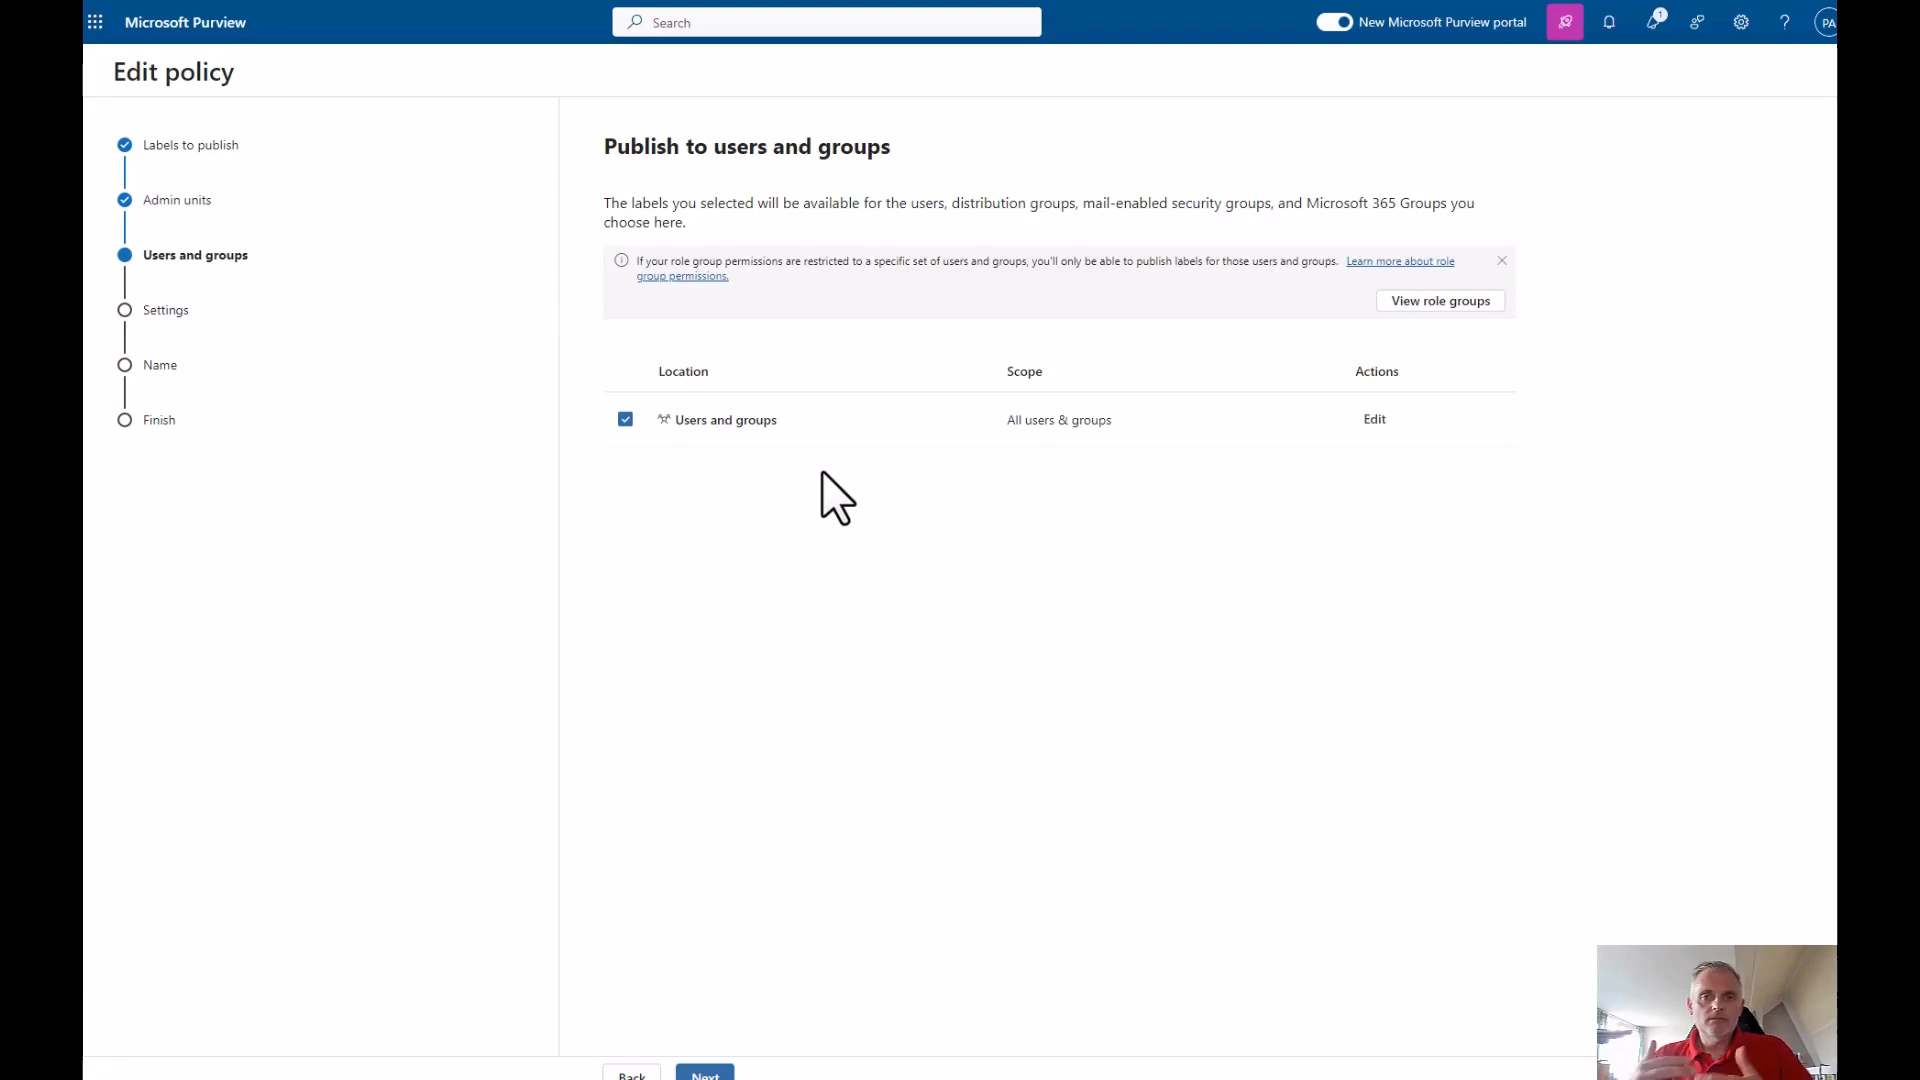 Microsoft Purview
Search
New Microsoft Purview portal
1
PA
Edit policy
Labels to publish
Admin units
Users and groups
Settings
Name
Finish
Publish to users and groups
The labels you selected will be available for the users, distribution groups, mail-enabled security groups, and Microsoft 365 Groups you
choose here.
If your role group permissions are restricted to a specific set of users and groups, you'll only be able to publish labels for those users and groups. Learn more about role
group permissions.
View role groups
Location Scope Actions
Users and groups All users & groups Edit
Back Next